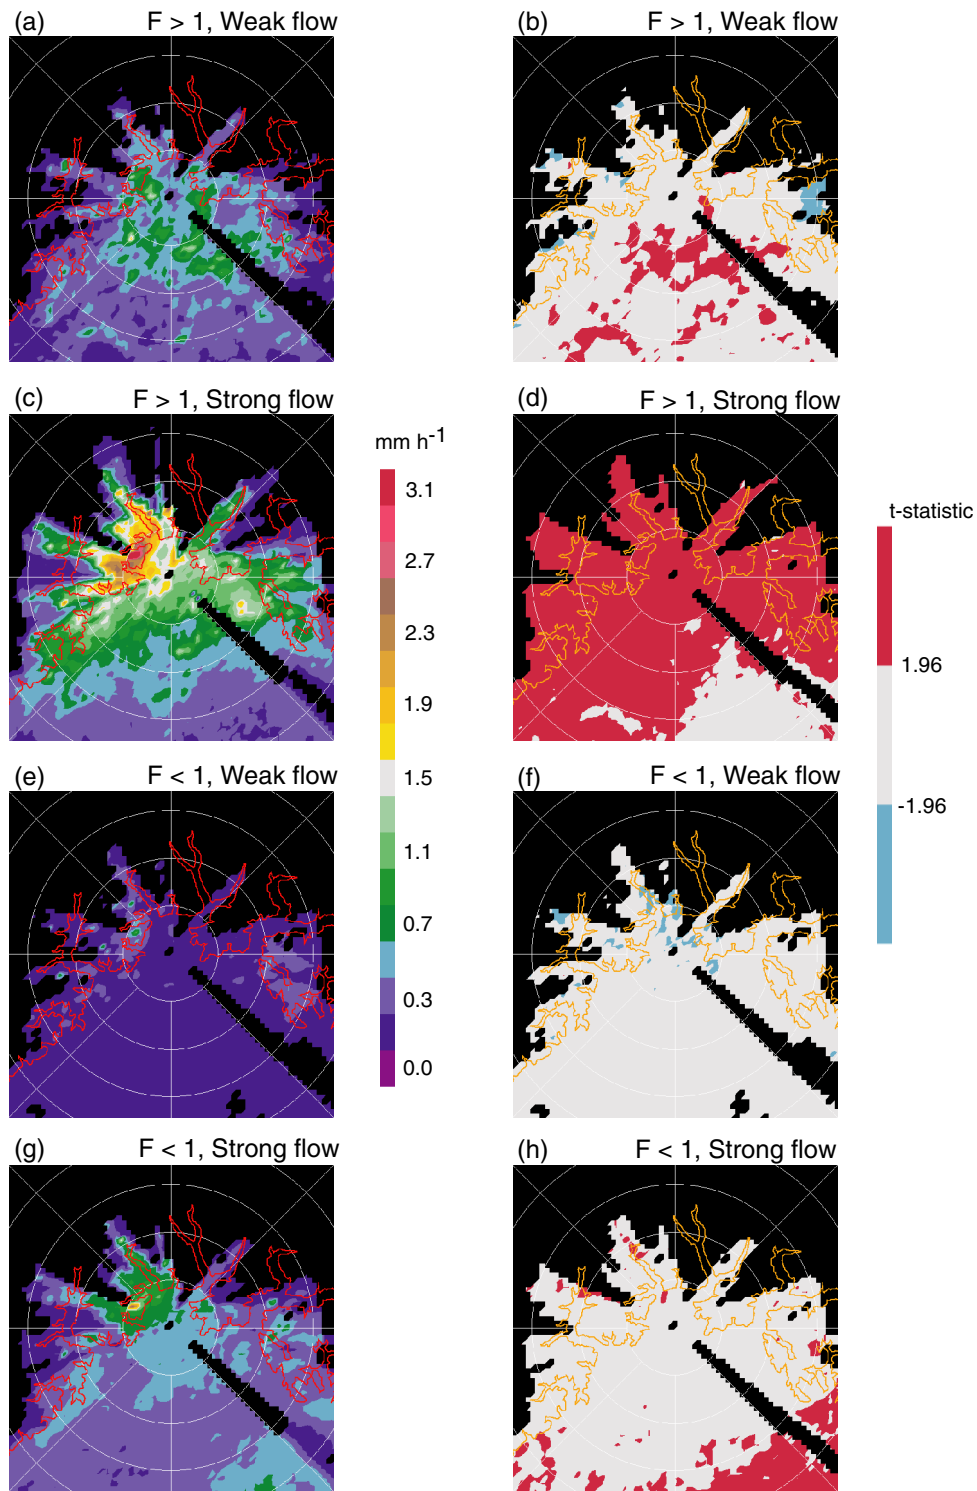 (a) F > 1, Weak flow
(b) F > 1, Weak flow
(c) F > 1, Strong flow
(d) F > 1, Strong flow
mm h-1
3.1
2.7
2.3
1.9
1.5
1.1
0.7
0.3
0.0
t-statistic
1.96
-1.96
(e) F < 1, Weak flow
(f) F < 1, Weak flow
(g) F < 1, Strong flow
(h) F < 1, Strong flow